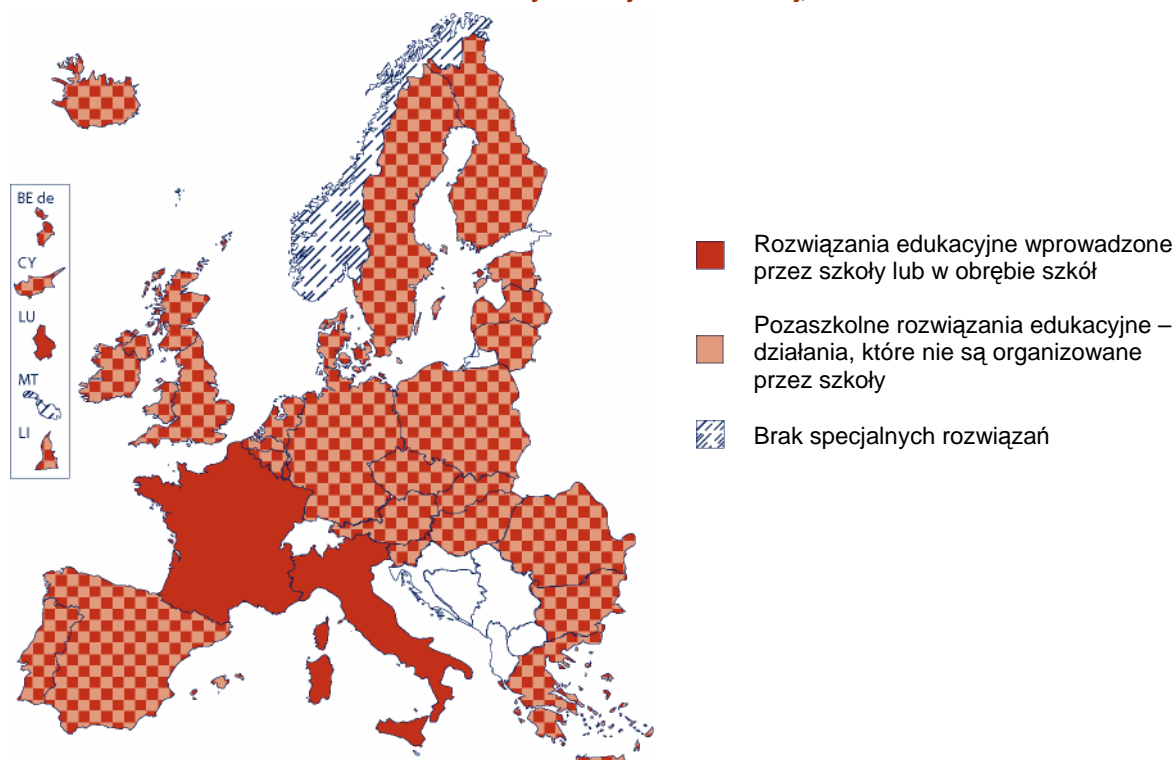 BE de
CY
LU
MT
LI
Rozwiązania edukacyjne wprowadzone
przez szkoły lub w obrębie szkół
Pozaszkolne rozwiązania edukacyjne –
działania, które nie są organizowane
przez szkoły
Brak specjalnych rozwiązań